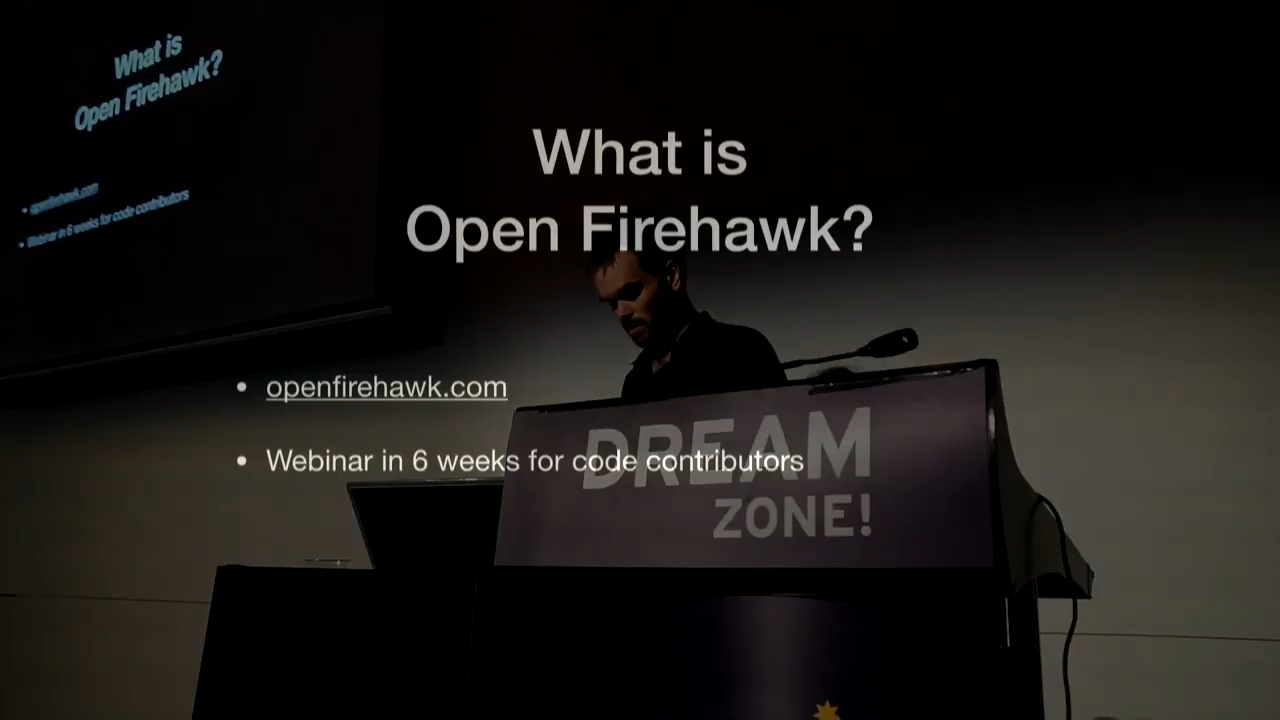 What is
Open Firehawk?
• openfirehawk.com
• Webinar in 6 weeks for code contributors
What is
Open Firehawk?
• openfirehawk.com
• Webinar in 6 weeks for code contributors
DREAM
ZONE!